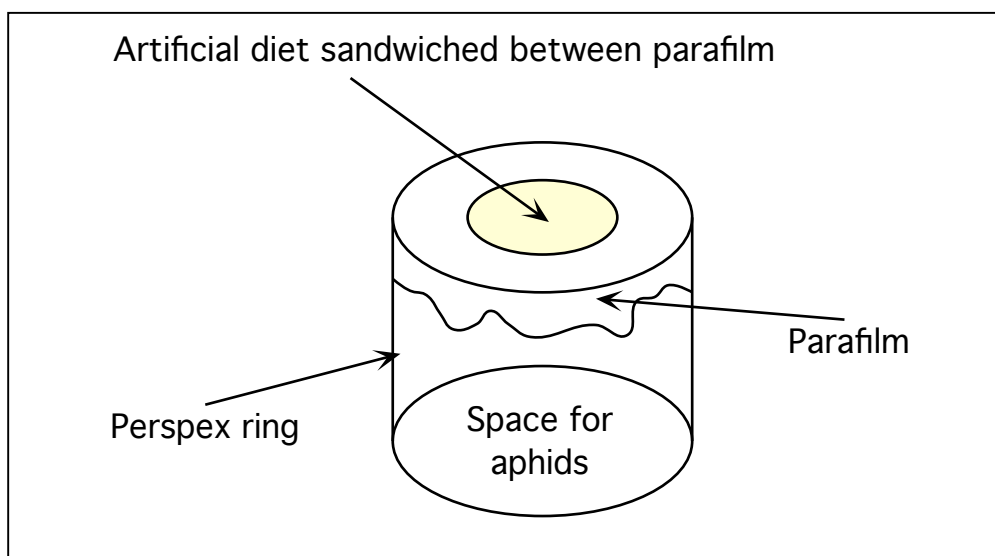 Artificial diet sandwiched between parafilm
Parafilm
Perspex ring
Space for
aphids